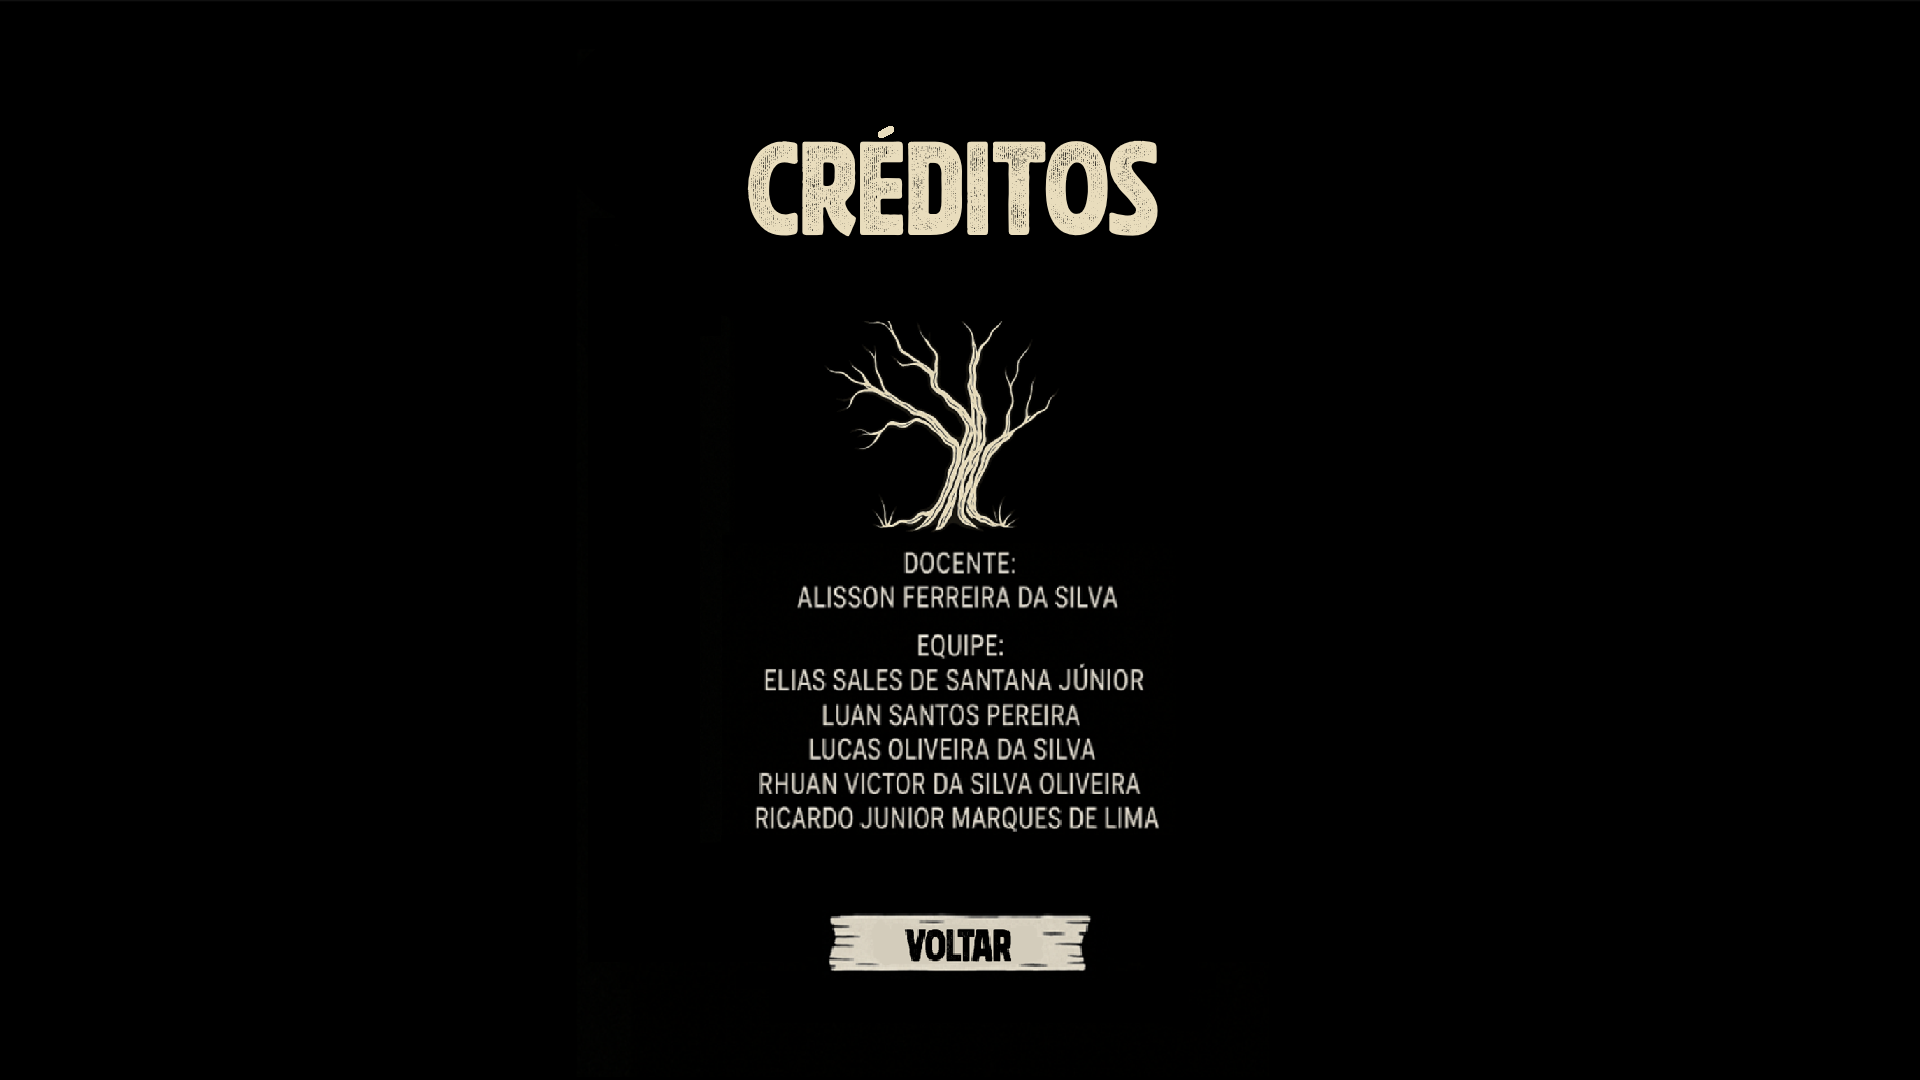 CRÉDITOS
DOCENTE:
ALISSON FERREIRA DA SILVA
EQUIPE:
ELIAS SALES DE SANTANA JÚNIOR
LUAN SANTOS PEREIRA
LUCAS OLIVEIRA DA SILVA
RHUAN VICTOR DA SILVA OLIVEIRA
RICARDO JUNIOR MARQUES DE LIMA
VOLTAR